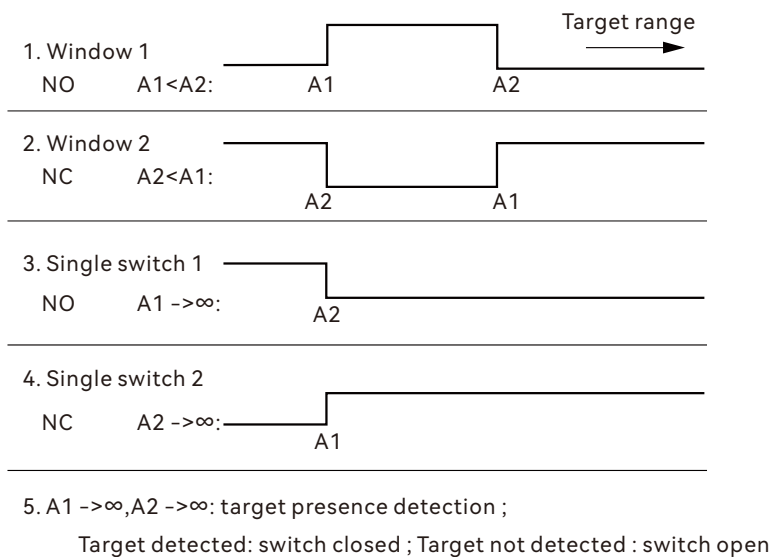 Target range
1. Window 1
NO A1<A2: A1 A2
2. Window 2
NC A2<A1:
A2 A1
3. Single switch 1
NO A1 ->∞:
A2
4. Single switch 2
NC A2 ->∞:
A1
5. A1 ->∞,A2 ->∞: target presence detection ;
Target detected: switch closed ; Target not detected : switch open